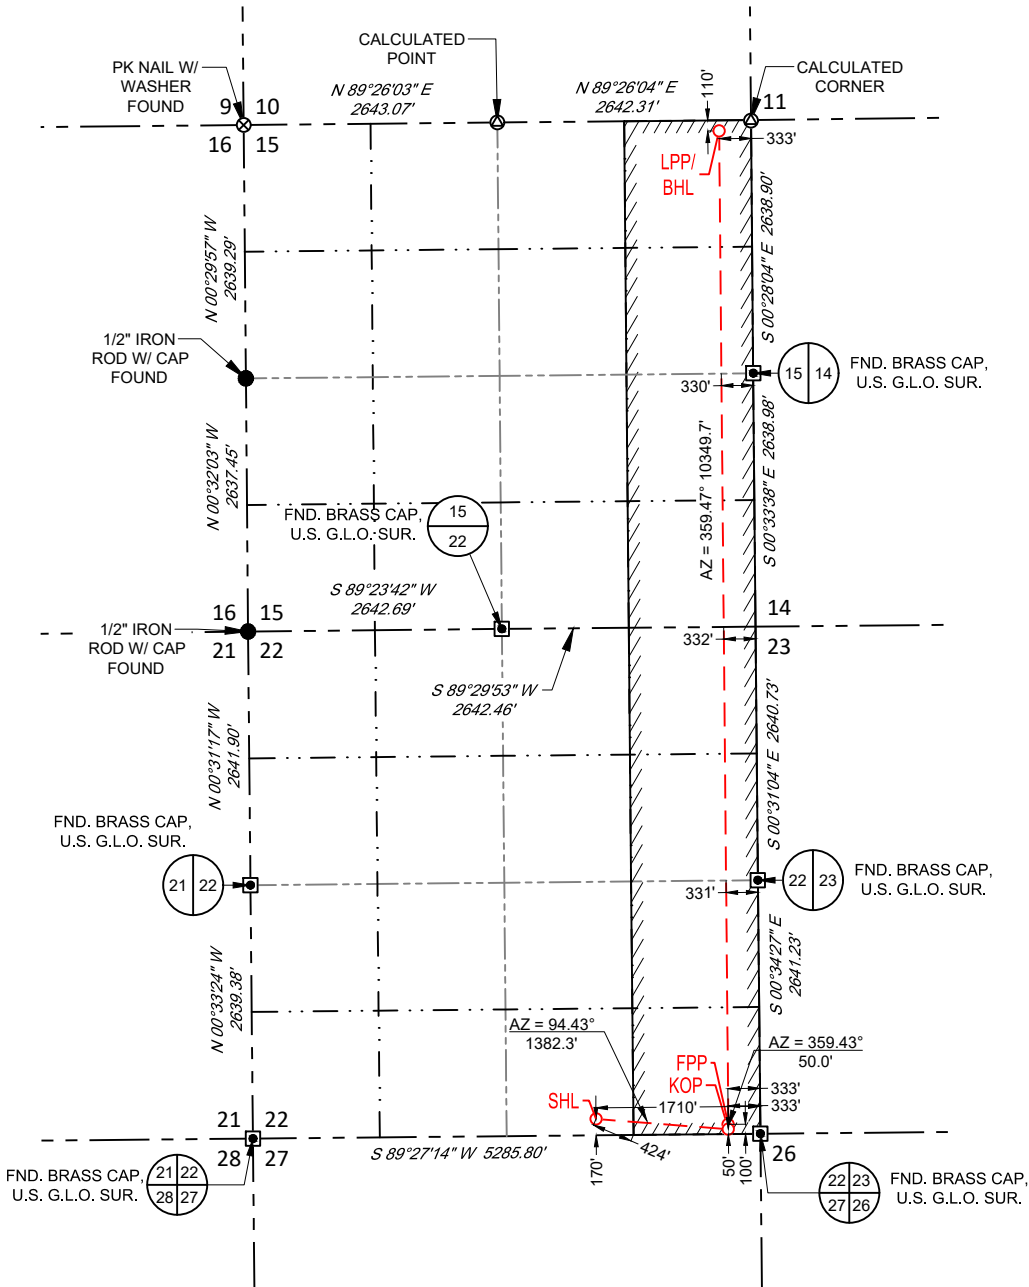 CALCULATED
POINT
PK NAIL W/
WASHER
FOUND
N 89°26'03" E
2643.07'
N 89°26'04" E
2642.31'
110'
CALCULATED
CORNER
9 10
16 15
11
333'
LPP/
BHL
N 00°29'57" W
2639.29'
S 00°28'04" E 2638.90'
1/2" IRON
ROD W/ CAP
FOUND
15 14
FND. BRASS CAP,
U.S. G.L.O. SUR.
330'
N 00°32'03" W
2637.45'
AZ = 359.47° 10349.7'
S 00°33'38" E 2638.98'
FND. BRASS CAP,
U.S. G.L.O. SUR.
15
22
S 89°23'42" W
2642.69'
16 15
21 22
1/2" IRON
ROD W/ CAP
FOUND
14
23
332'
S 89°29'53" W
2642.46'
N 00°31'17" W
2641.90'
S 00°31'04" E 2640.73'
FND. BRASS CAP,
U.S. G.L.O. SUR.
21 22
22 23
FND. BRASS CAP,
U.S. G.L.O. SUR.
331'
N 00°33'24" W
2639.38'
S 00°34'27" E
2641.23'
AZ = 94.43°
1382.3'
AZ = 359.43°
50.0'
FPP
KOP
SHL
333'
1710'
333'
21 22
28 27
26
S 89°27'14" W 5285.80'
170'
424'
50'
100'
FND. BRASS CAP,
U.S. G.L.O. SUR.
21 22
28 27
22 23
27 26
FND. BRASS CAP,
U.S. G.L.O. SUR.